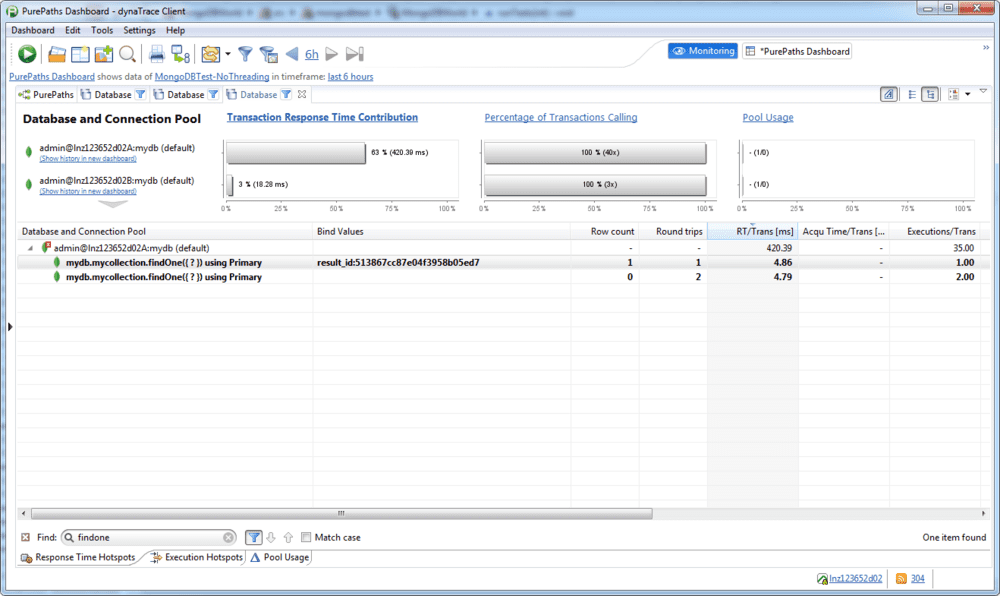 PurePaths Dashboard - dynaTrace Client
Dashboard Edit Tools Settings Help
6h Monitoring *PurePaths Dashboard »
PurePaths Dashboard shows data of MongoDBTest-NoThreading in timeframe: last 6 hours
PurePaths Database Database Database
Database and Connection Pool Transaction Response Time Contribution Percentage of Transactions Calling Pool Usage
admin@lnz123652d02A:mydb (default) 63 % (420.39 ms) 100 % (40x) - (1/0)
(Show history in new dashboard)
admin@lnz123652d02B:mydb (default) 3 % (18.28 ms) 100 % (3x) - (1/0)
(Show history in new dashboard)
0% 25% 50% 75% 100% 0% 25% 50% 75% 100% 0% 25% 50% 75% 100%
Database and Connection Pool Bind Values Row count Round trips RT/Trans [ms] Acqu Time/Trans [... Executions/Trans
admin@lnz123652d02A:mydb (default) - - 420.39 - 35.00
mydb.mycollection.findOne({ ? }) using Primary result_id:513867cc87e04f3958b05ed7 1 1 4.86 - 1.00
mydb.mycollection.findOne({ ? }) using Primary 0 2 4.79 - 2.00
Find: findone Match case One item found
Response Time Hotspots Execution Hotspots Pool Usage
lnz123652d02 304